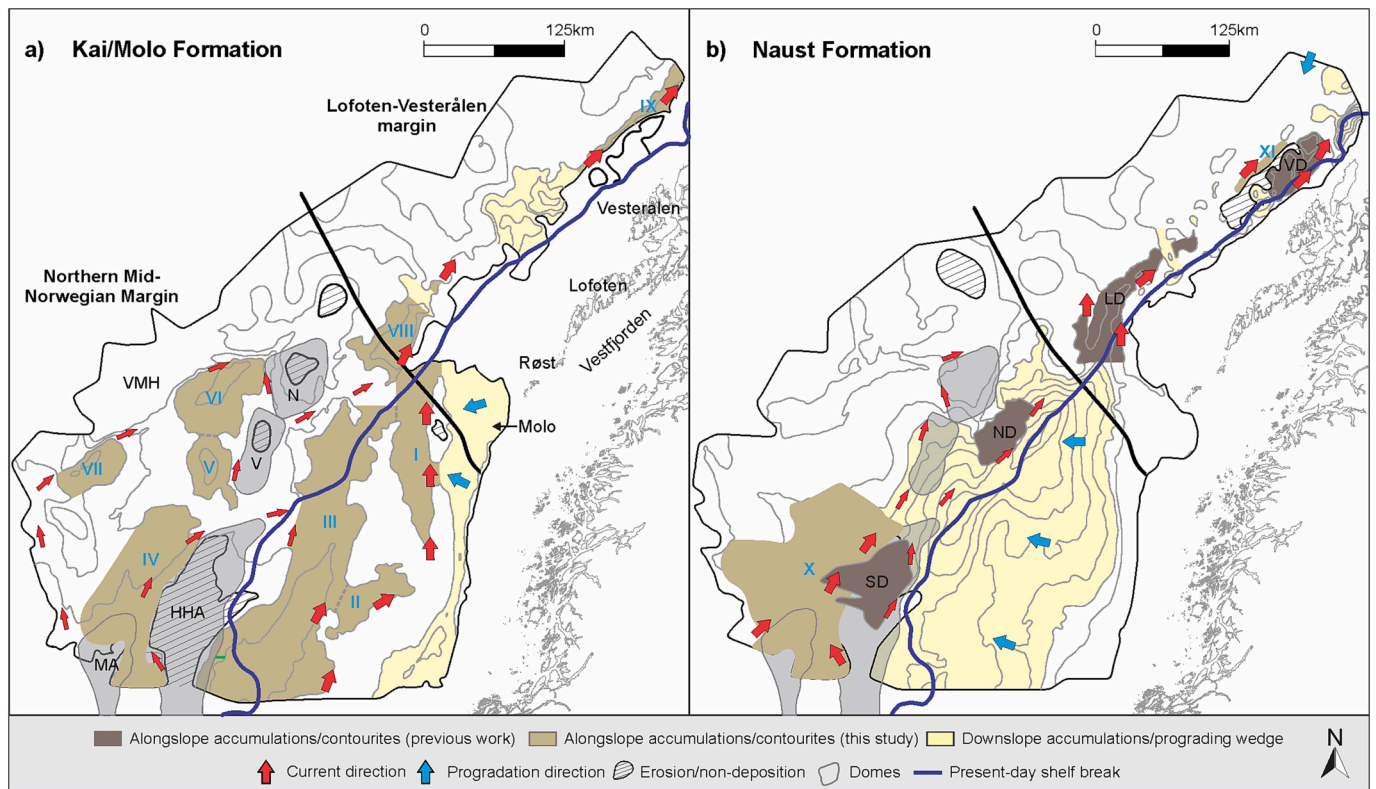 a) Kai/Molo Formation
0 125km
Lofoten-Vesterålen
margin
IX
Vesterålen
Northern Mid-
Norwegian Margin
Lofoten
VIII
Røst
Vestfjorden
VMH
VI
N
Molo
VII
V
V
I
III
IV
II
HHA
MA
b) Naust Formation
0 125km
XI
VD
LD
ND
X
SD
Alongslope accumulations/contourites (previous work)
Alongslope accumulations/contourites (this study)
Downslope accumulations/prograding wedge
Current direction
Progradation direction
Erosion/non-deposition
Domes
Present-day shelf break
N